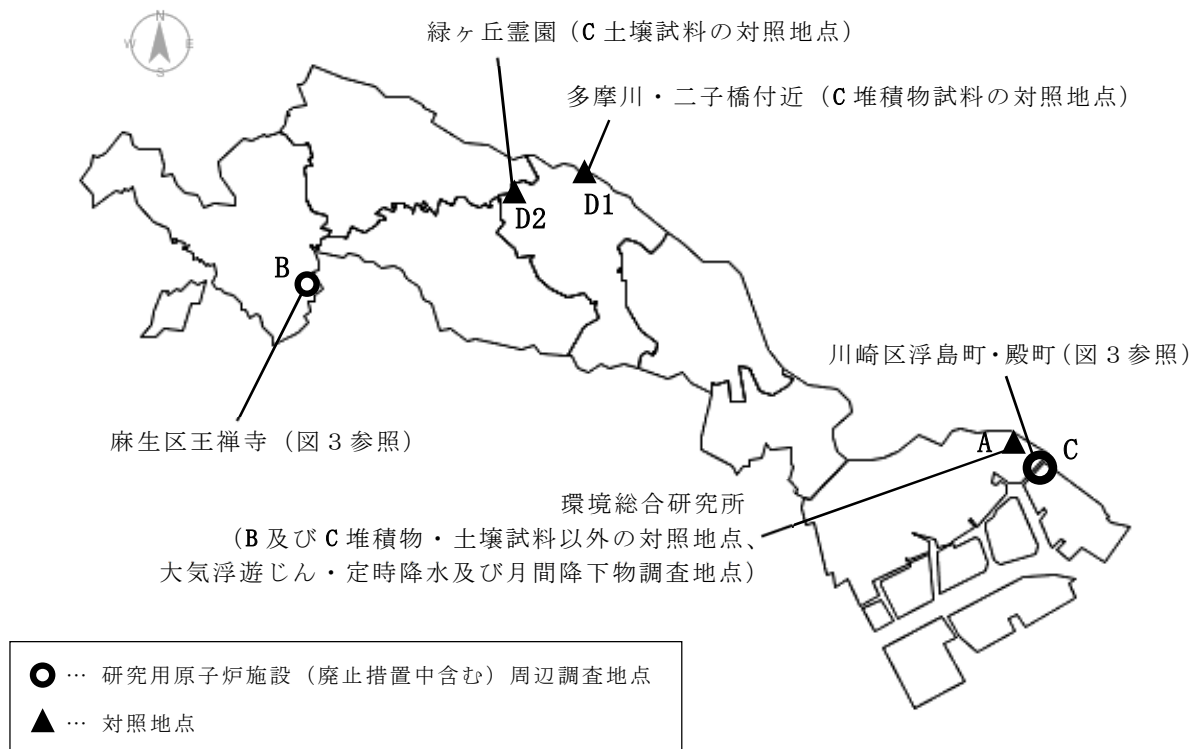 N
W E
S
緑ヶ丘霊園（C土壌試料の対照地点）
多摩川・二子橋付近（C堆積物試料の対照地点）
D2
D1
B
川崎区浮島町・殿町（図３参照）
麻生区王禅寺（図３参照）
A
C
環境総合研究所
（B及びC堆積物・土壌試料以外の対照地点、
大気浮遊じん・定時降水及び月間降下物調査地点）
… 研究用原子炉施設（廃止措置中含む）周辺調査地点
▲ … 対照地点